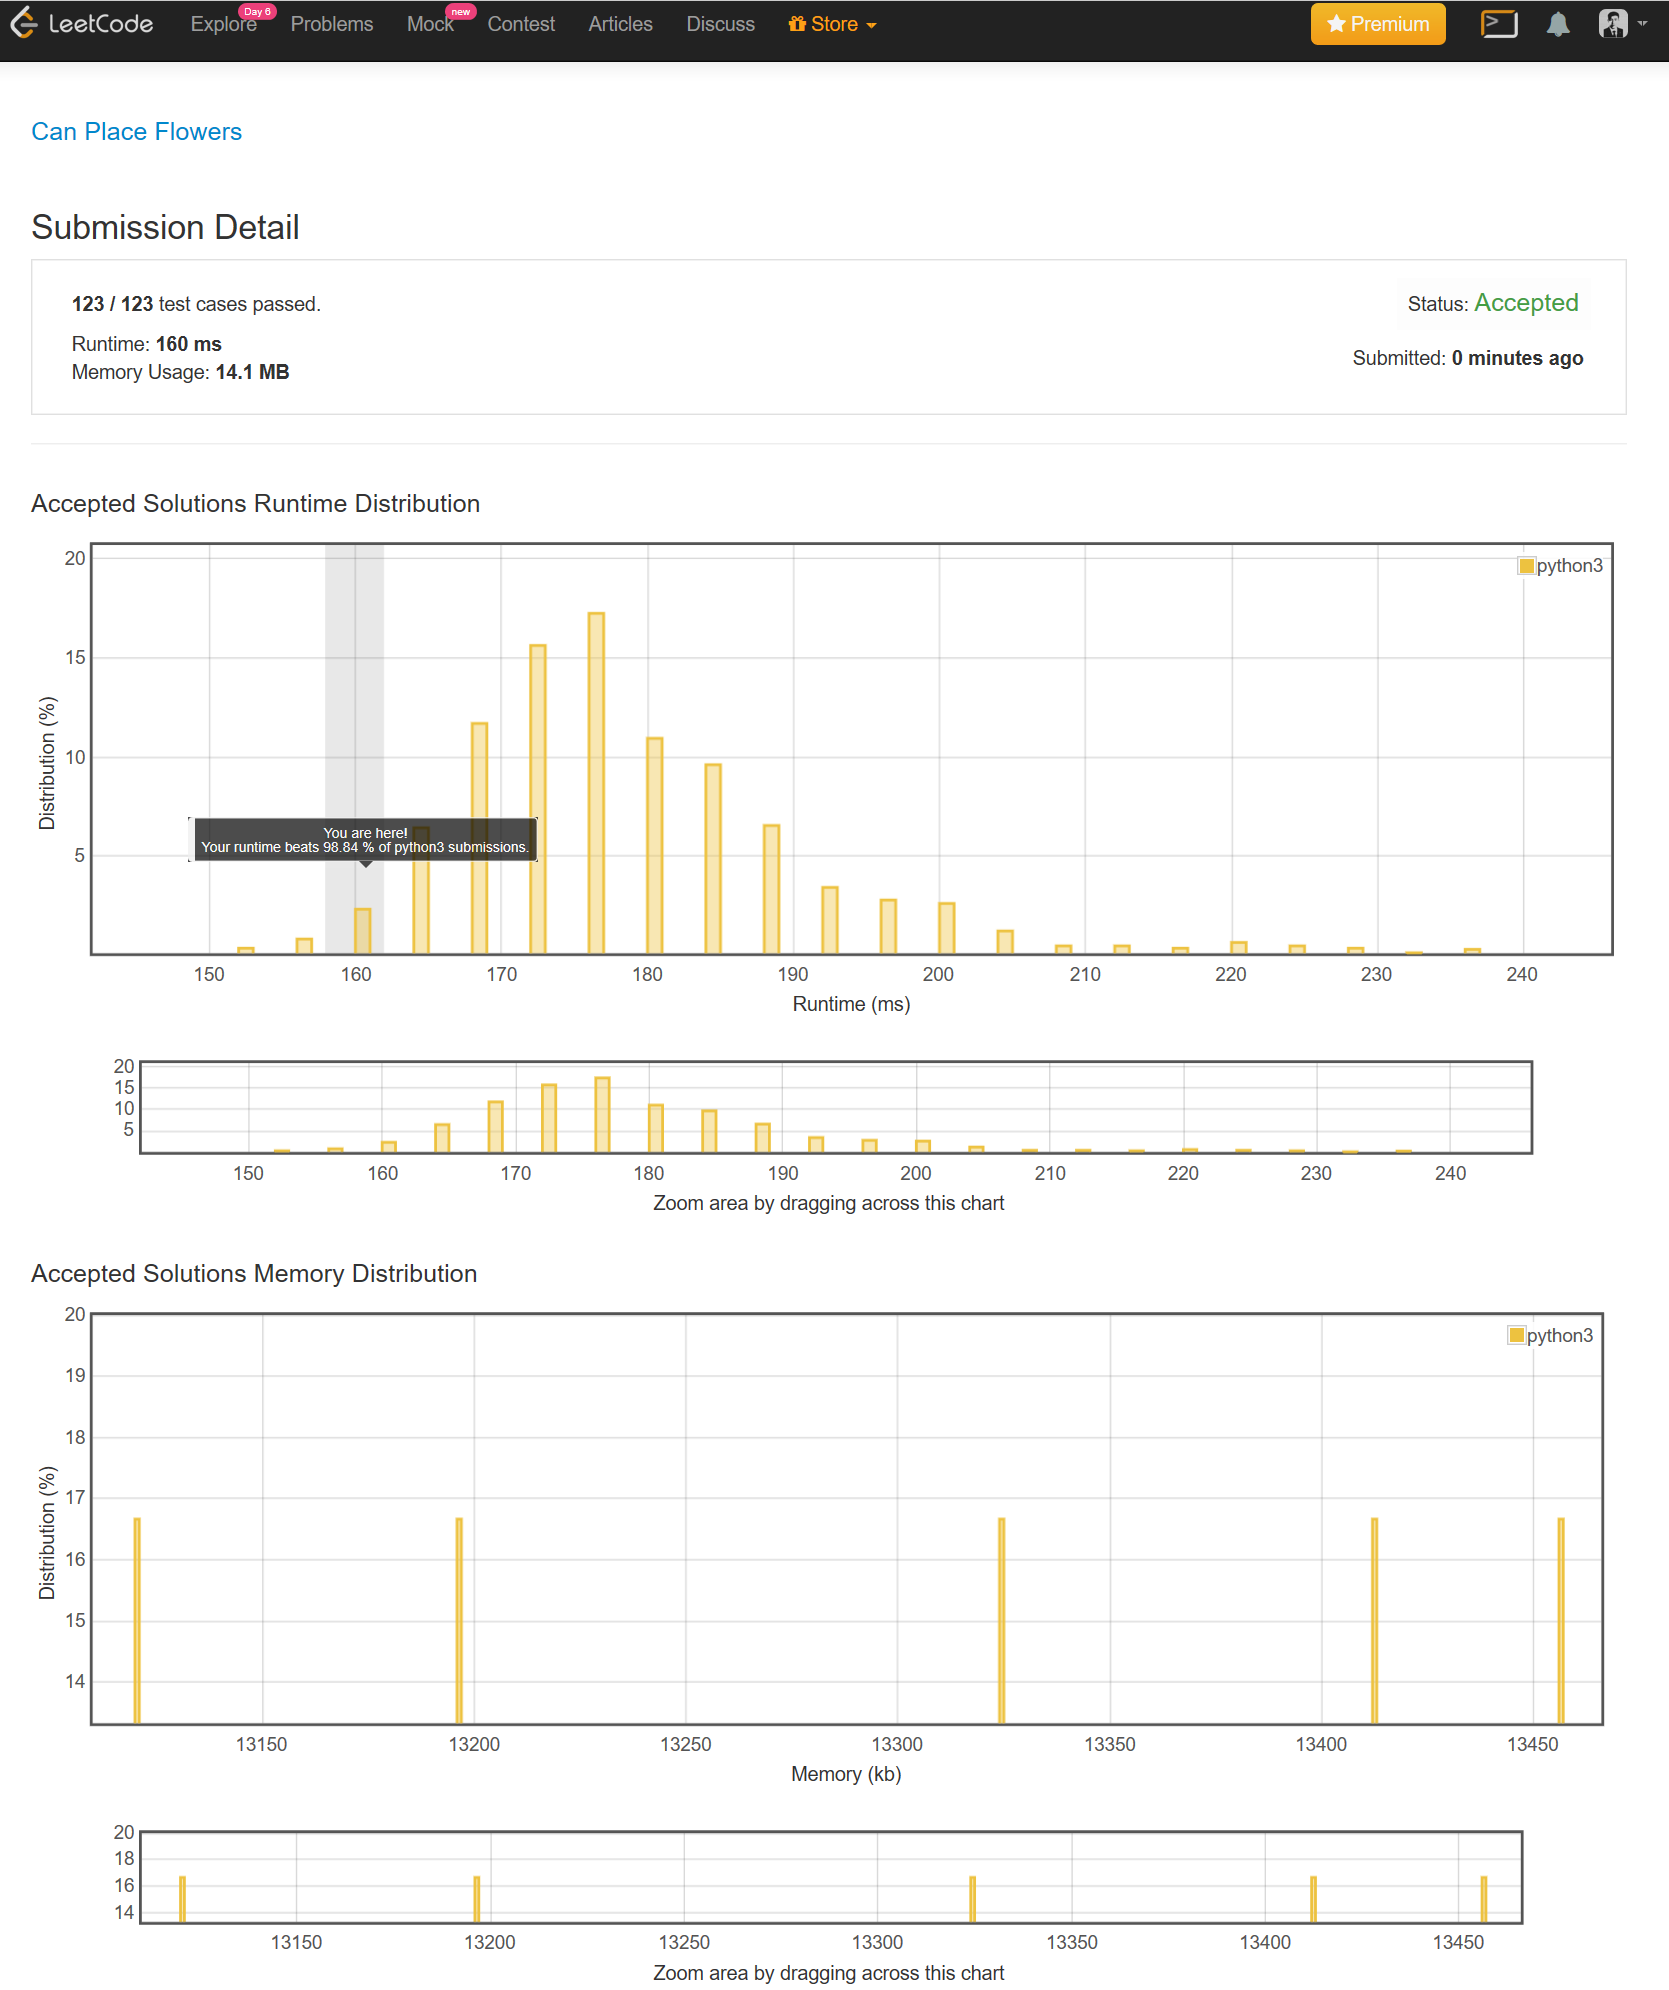 LeetCode Explore Day 6 Problems Mock new Contest Articles Discuss Store Premium
Can Place Flowers
Submission Detail
123 / 123 test cases passed.
Status: Accepted
Runtime: 160 ms
Submitted: 0 minutes ago
Memory Usage: 14.1 MB
Accepted Solutions Runtime Distribution
python3
20
15
10
5
Distribution (%)
You are here!
Your runtime beats 98.84 % of python3 submissions.
150 160 170 180 190 200 210 220 230 240
Runtime (ms)
20
15
10
5
150 160 170 180 190 200 210 220 230 240
Zoom area by dragging across this chart
Accepted Solutions Memory Distribution
python3
20
19
18
17
16
15
14
Distribution (%)
13150 13200 13250 13300 13350 13400 13450
Memory (kb)
20
18
16
14
13150 13200 13250 13300 13350 13400 13450
Zoom area by dragging across this chart